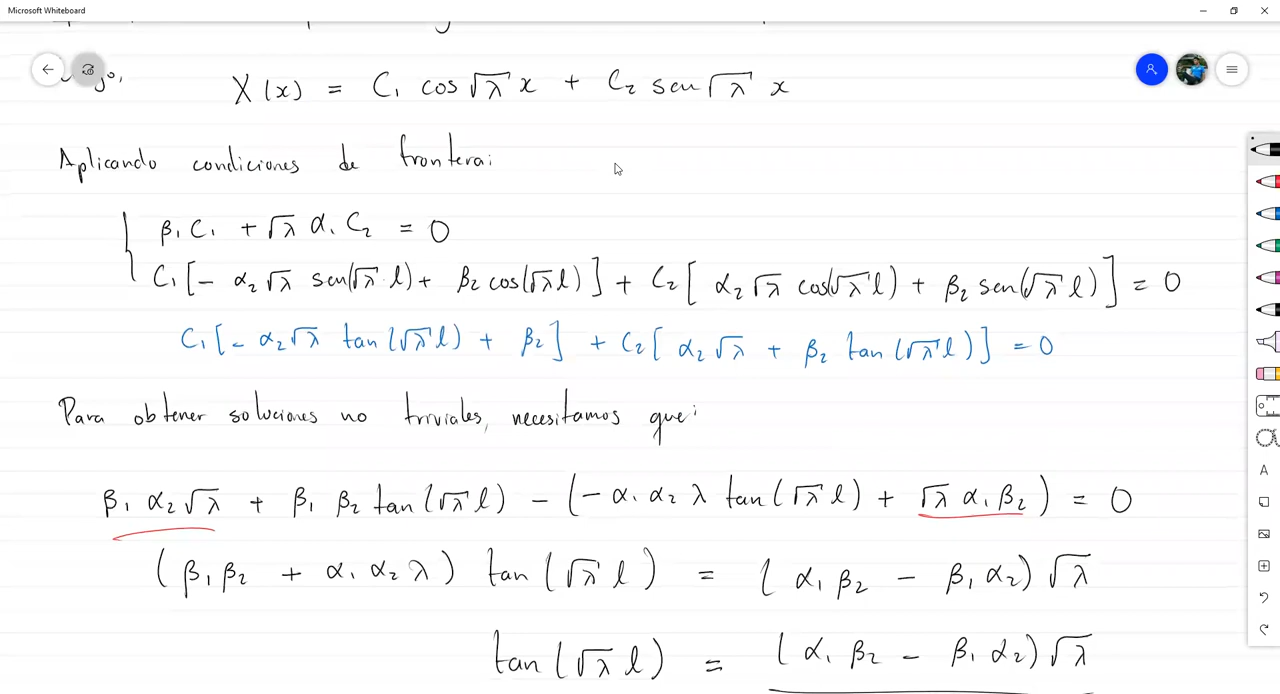 Microsoft Whiteboard
X(x) = C₁ cos √λ x + C₂ sen √λ x
Aplicando condiciones de frontera:
β₁ C₁ + √λ α₁ C₂ = 0
C₁[- α₂ √λ sen(√λ l) + β₂ cos(√λ l)] + C₂[α₂ √λ cos(√λ l) + β₂ sen(√λ l)] = 0
C₁[- α₂ √λ tan(√λ l) + β₂] + C₂[α₂ √λ + β₂ tan(√λ l)] = 0
Para obtener soluciones no triviales, necesitamos que:
β₁ α₂ √λ + β₁ β₂ tan(√λ l) - (- α₁ α₂ λ tan(√λ l) + √λ α₁ β₂) = 0
(β₁ β₂ + α₁ α₂ λ) tan(√λ l) = (α₁ β₂ - β₁ α₂) √λ
tan(√λ l) = (α₁ β₂ - β₁ α₂) √λ
A